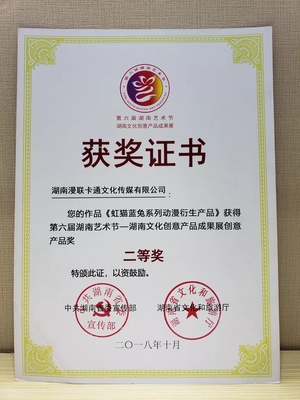 第六届湖南艺术节
湖南文化创意产品成果展
获奖证书
湖南漫联卡通文化传媒有限公司：
您的作品《虹猫蓝兔系列动漫衍生产品》获得
第六届湖南艺术节—湖南文化创意产品成果展创意
产品奖
二等奖
特颁此证，以资鼓励。
中共湖南省委宣传部
湖南省文化和旅游厅
二〇一八年十月